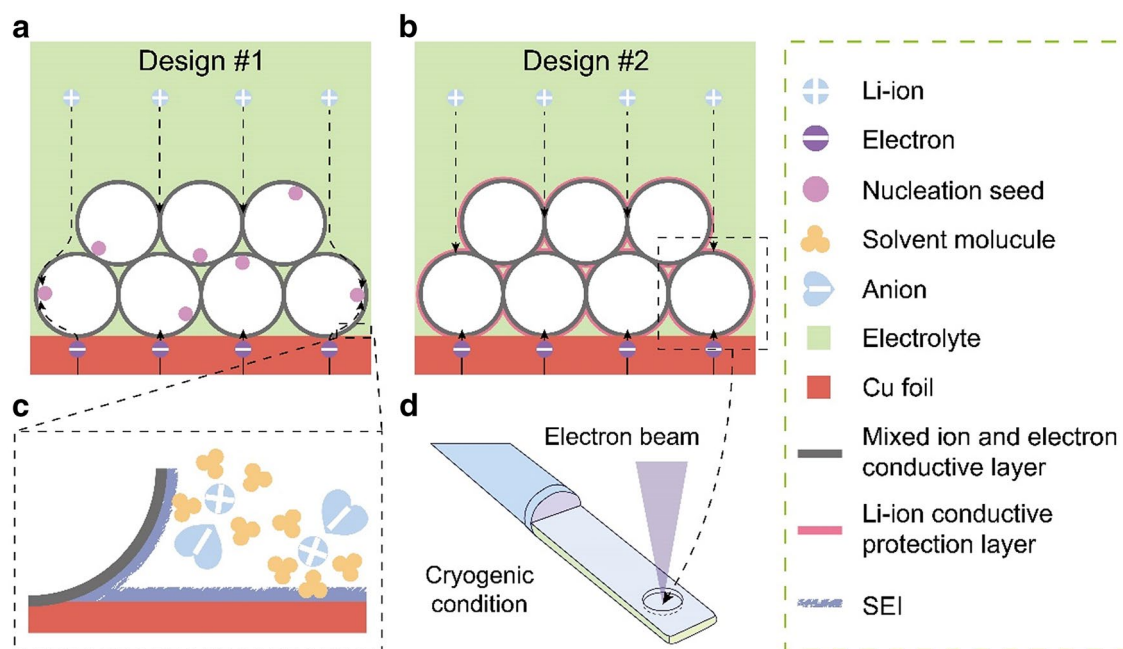 a
b
Design #1
Design #2
Li-ion
Electron
Nucleation seed
Solvent molucule
Anion
Electrolyte
Cu foil
Mixed ion and electron
conductive layer
Li-ion conductive
protection layer
SEI
c
d
Electron beam
Cryogenic
condition